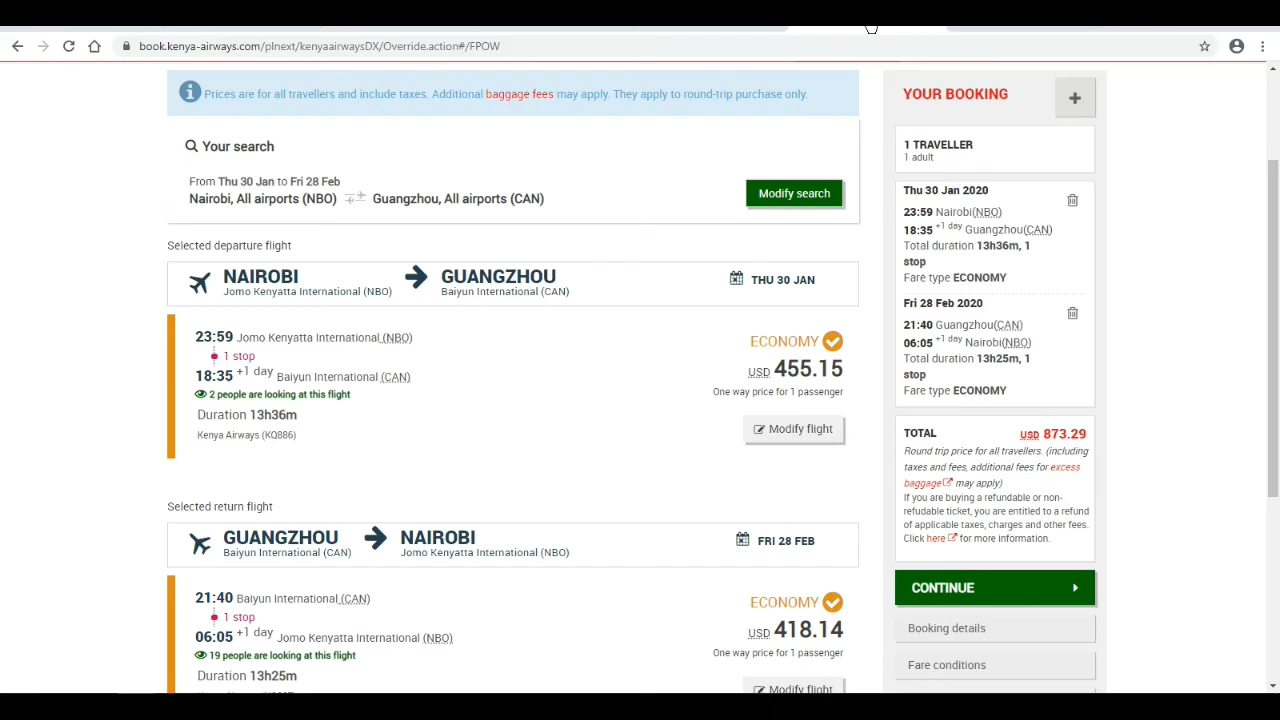 book.kenya-airways.com/plnext/kenyaairwaysDX/Override.action#/FPOW
Prices are for all travellers and include taxes. Additional baggage fees may apply. They apply to round-trip purchase only.
Your search
From Thu 30 Jan to Fri 28 Feb
Nairobi, All airports (NBO) Guangzhou, All airports (CAN)
Modify search
Selected departure flight
NAIROBI
Jomo Kenyatta International (NBO)
GUANGZHOU
Baiyun International (CAN)
THU 30 JAN
23:59 Jomo Kenyatta International (NBO)
1 stop
18:35 +1 day Baiyun International (CAN)
2 people are looking at this flight
Duration 13h36m
Kenya Airways (KQ886)
ECONOMY
USD 455.15
One way price for 1 passenger
Modify flight
Selected return flight
GUANGZHOU
Baiyun International (CAN)
NAIROBI
Jomo Kenyatta International (NBO)
FRI 28 FEB
21:40 Baiyun International (CAN)
1 stop
06:05 +1 day Jomo Kenyatta International (NBO)
19 people are looking at this flight
Duration 13h25m
ECONOMY
USD 418.14
One way price for 1 passenger
Modify flight
YOUR BOOKING
+
1 TRAVELLER
1 adult
Thu 30 Jan 2020
23:59 Nairobi(NBO)
18:35 +1 day Guangzhou(CAN)
Total duration 13h36m, 1
stop
Fare type ECONOMY
Fri 28 Feb 2020
21:40 Guangzhou(CAN)
06:05 +1 day Nairobi(NBO)
Total duration 13h25m, 1
stop
Fare type ECONOMY
TOTAL USD 873.29
Round trip price for all travellers. (including
taxes and fees, additional fees for excess
baggage may apply)
If you are buying a refundable or non-
refudable ticket, you are entitled to a refund
of applicable taxes, charges and other fees.
Click here for more information.
CONTINUE
Booking details
Fare conditions